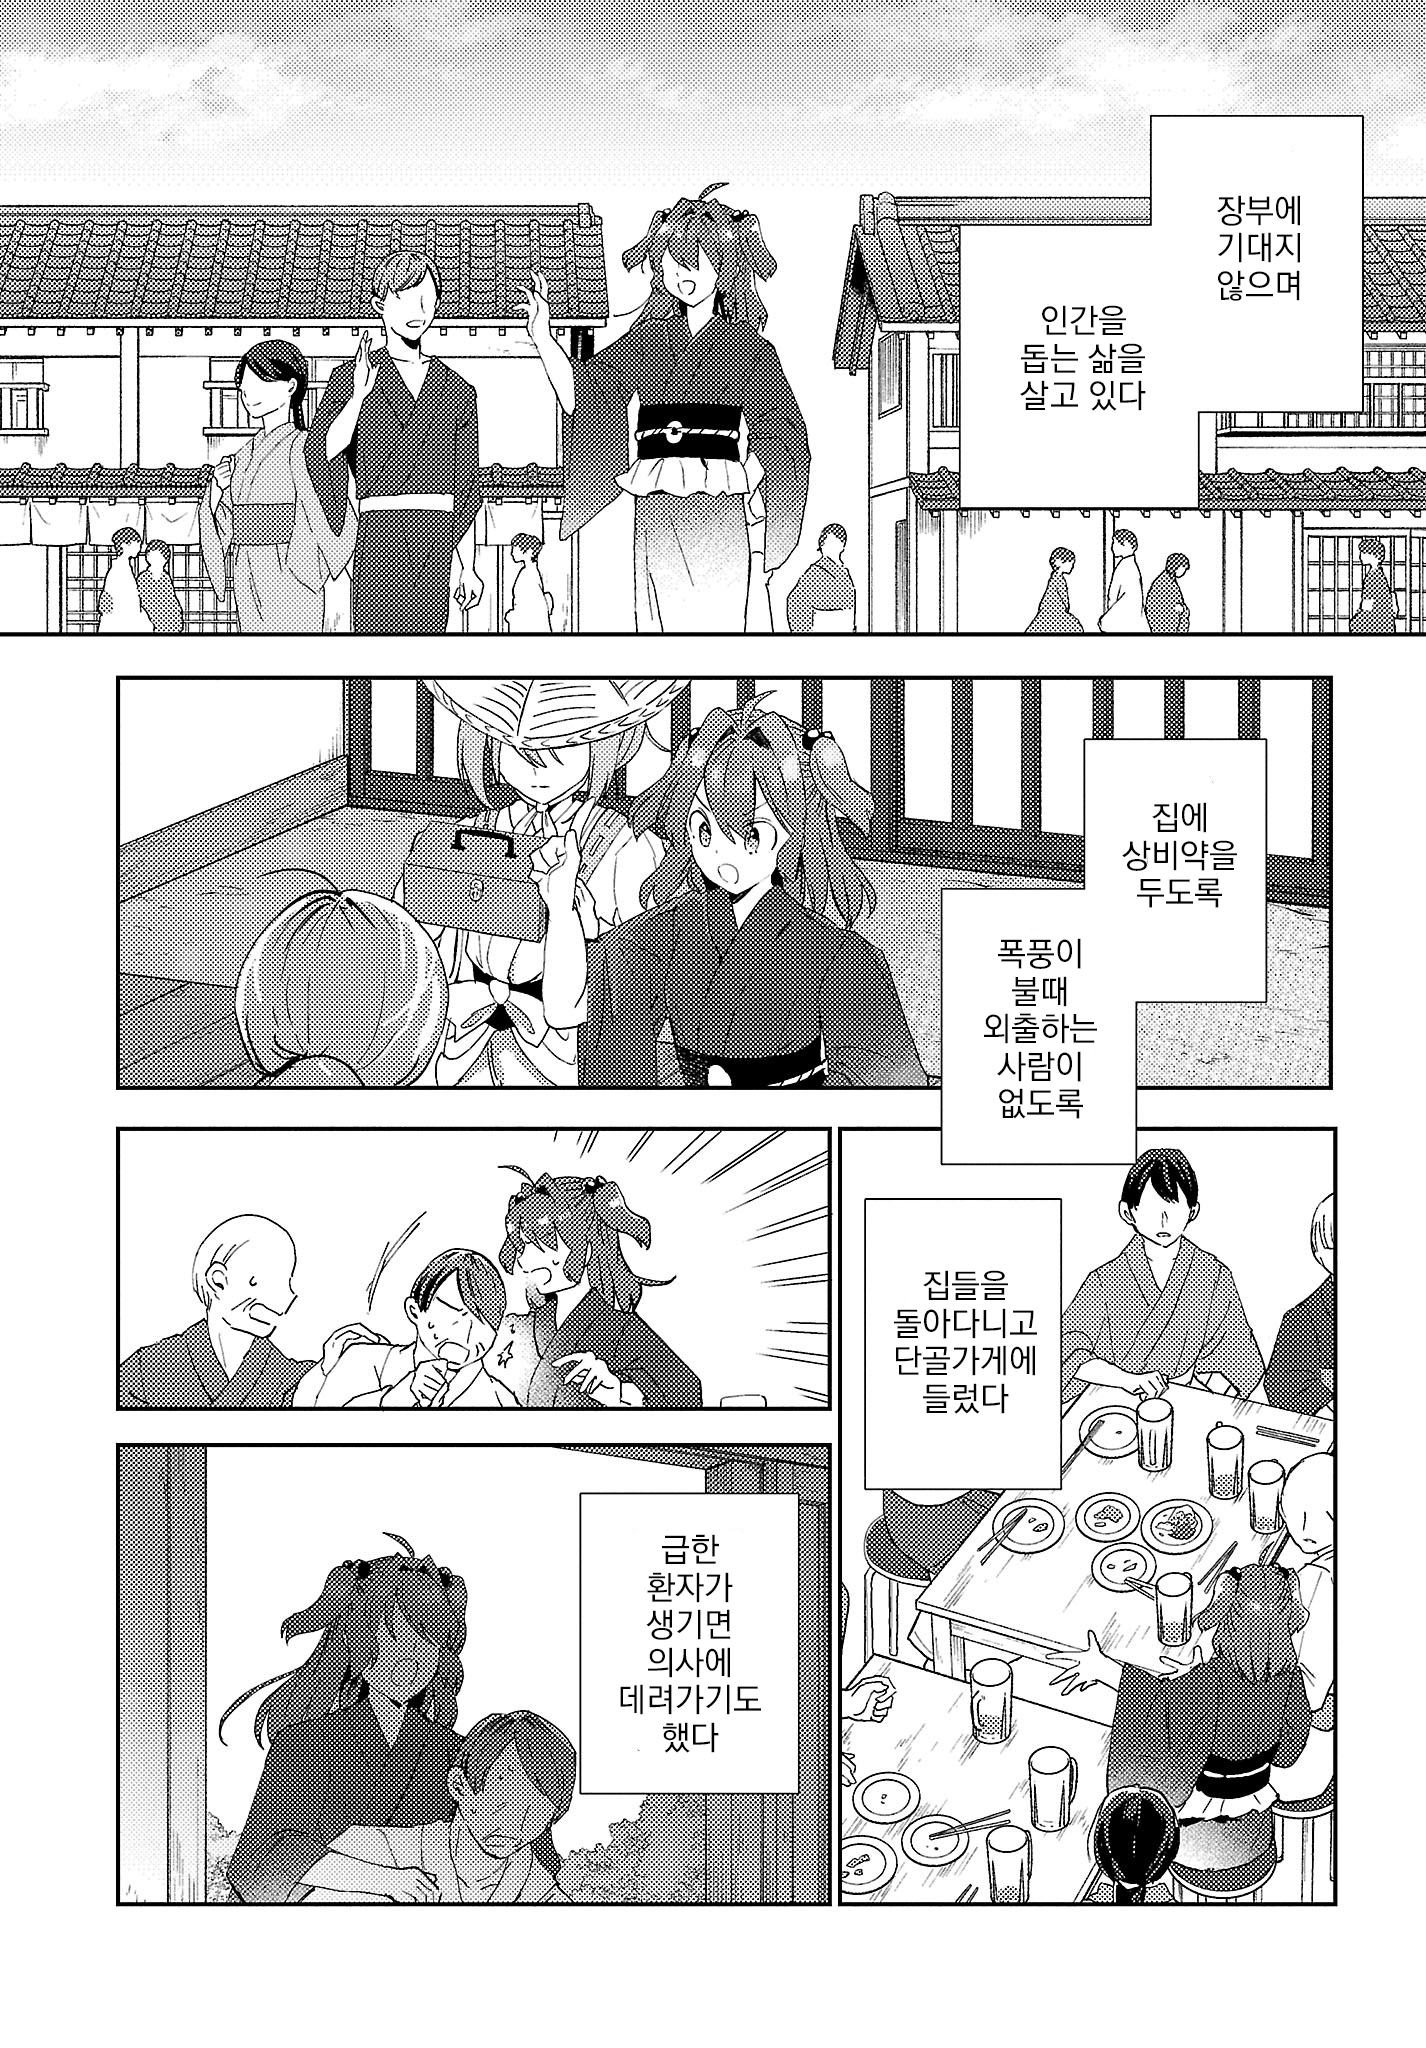 장부에
기대지
않으며
인간을
돕는 삶을
살고 있다
집에
상비약을
두도록
폭풍이
불때
외출하는
사람이
없도록
집들을
돌아다니고
단골가게에
들렀다
급한
환자가
생기면
의사에
데려가기도
했다